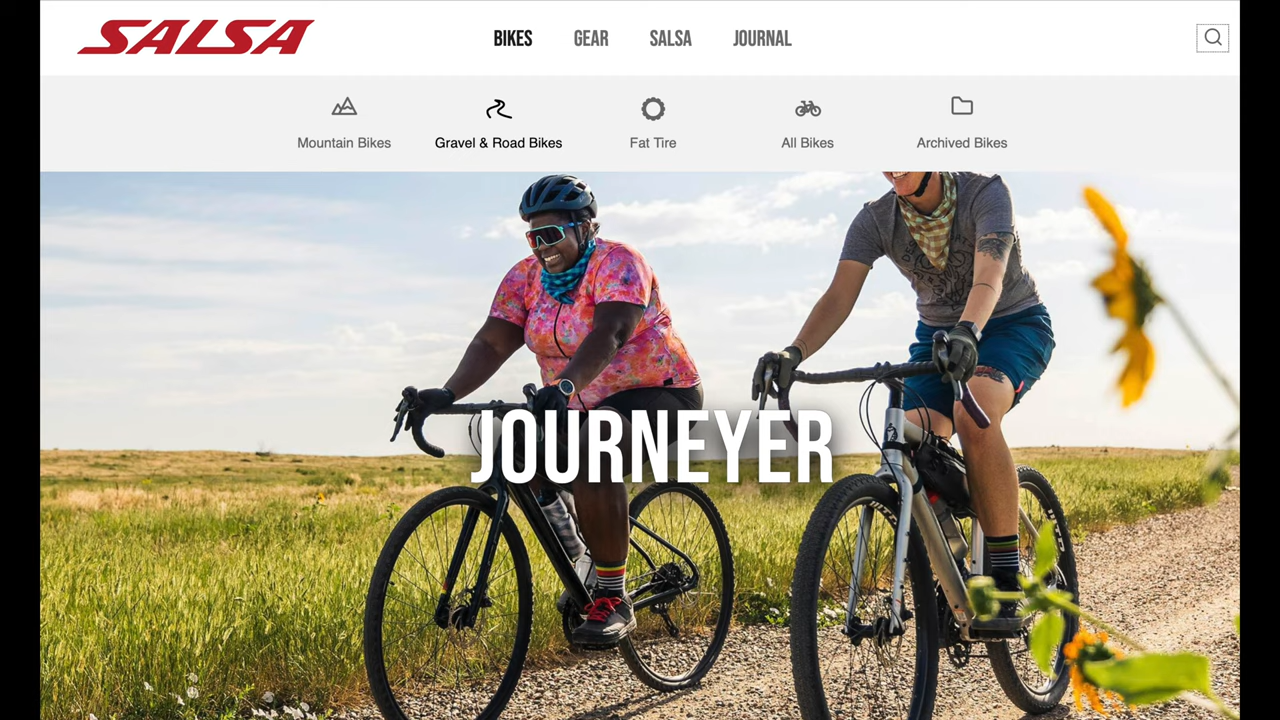 SALSA
BIKES GEAR SALSA JOURNAL
Mountain Bikes Gravel & Road Bikes Fat Tire All Bikes Archived Bikes
JOURNEYER